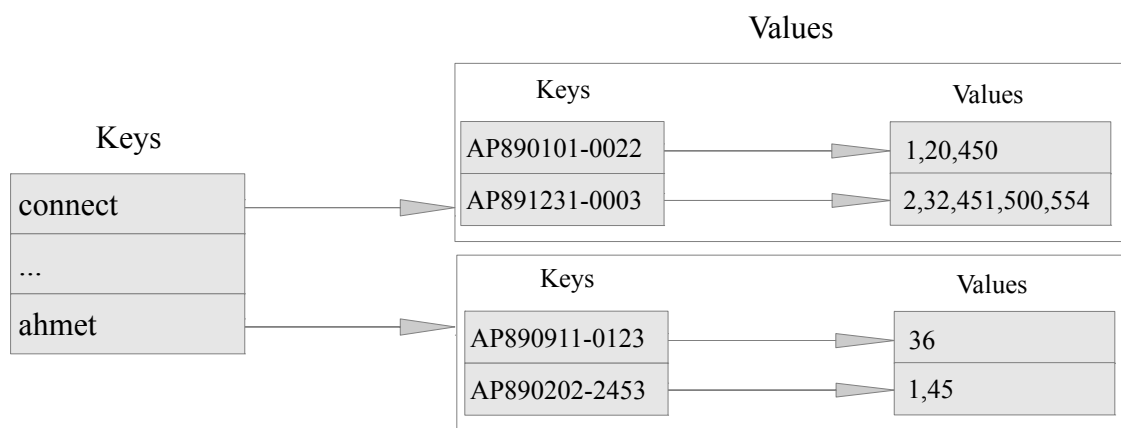 Values
Keys
Values
Keys
AP890101-0022
1,20,450
connect
AP891231-0003
2,32,451,500,554
...
Keys
Values
ahmet
AP890911-0123
36
AP890202-2453
1,45